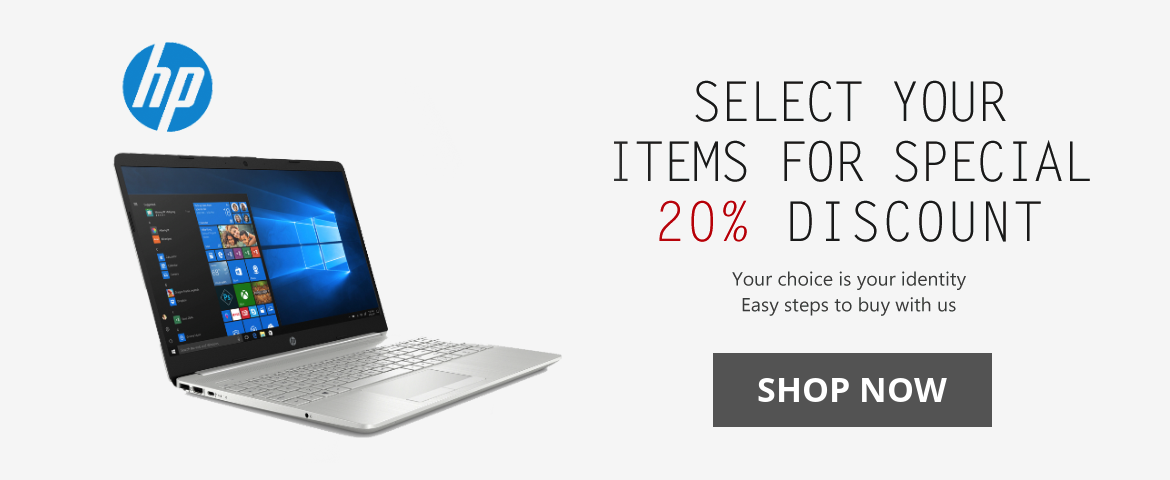 hp
SELECT YOUR
ITEMS FOR SPECIAL
20% DISCOUNT
Your choice is your identity
Easy steps to buy with us
SHOP NOW